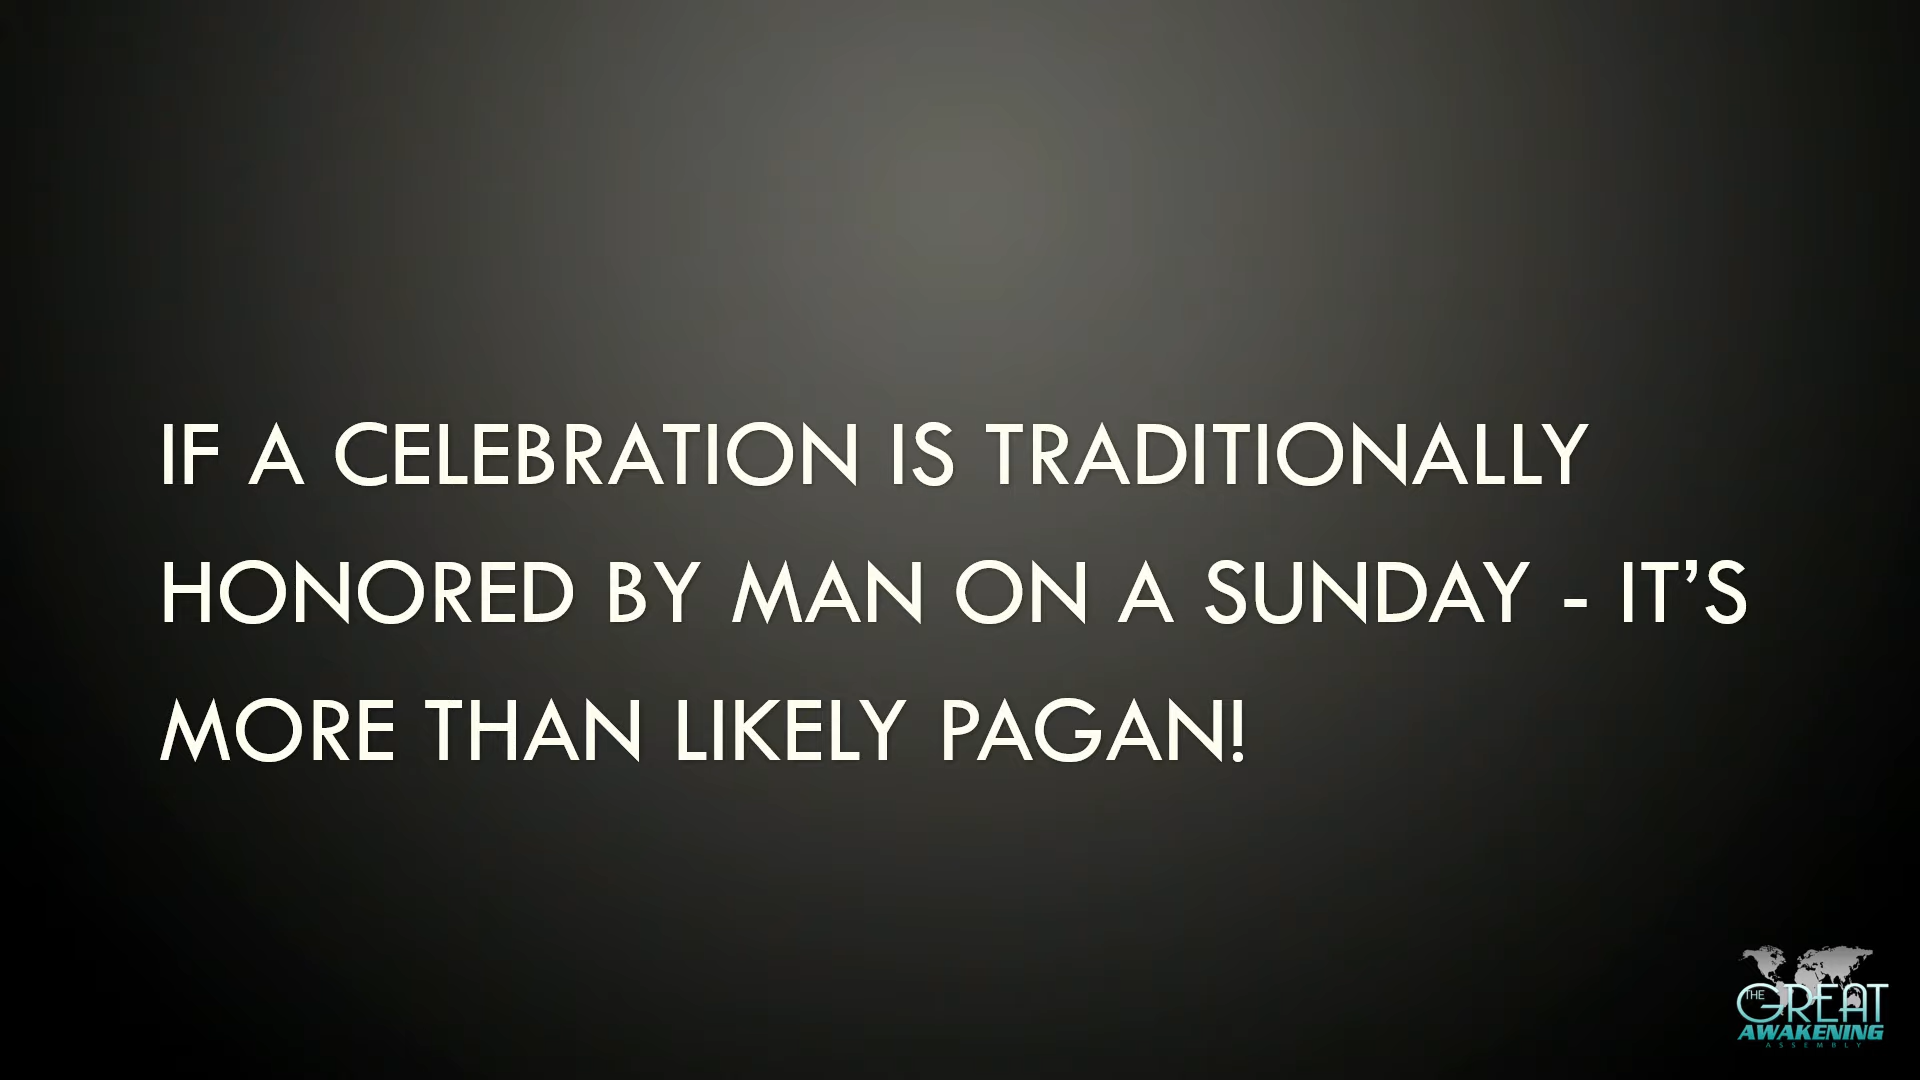 IF A CELEBRATION IS TRADITIONALLY
HONORED BY MAN ON A SUNDAY - IT’S
MORE THAN LIKELY PAGAN!
THE
GREAT
AWAKENING
ASSEMBLY